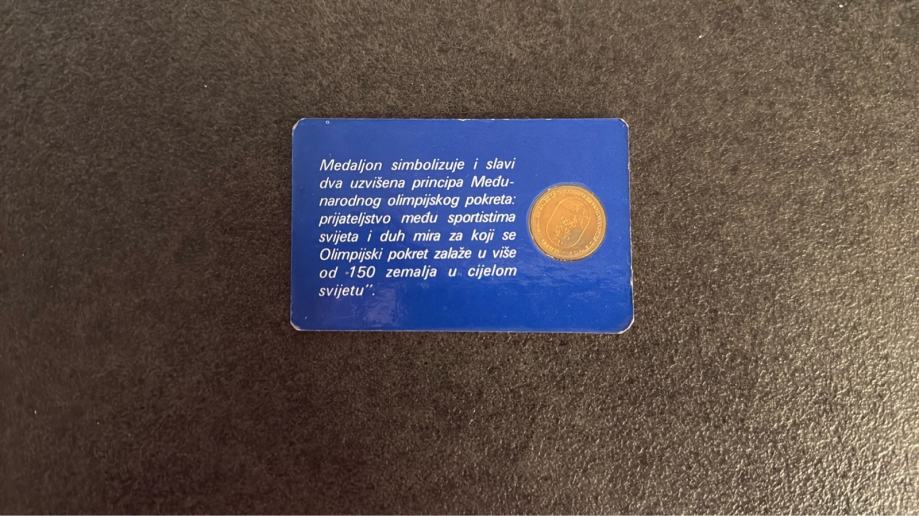 Medaljon simbolizuje i slavi
dva uzvišena principa Među-
narodnog olimpijskog pokreta:
prijateljstvo među sportistima
svijeta i duh mira za koji se
Olimpijski pokret zalaže u više
od 150 zemalja u cijelom
svijetu”.